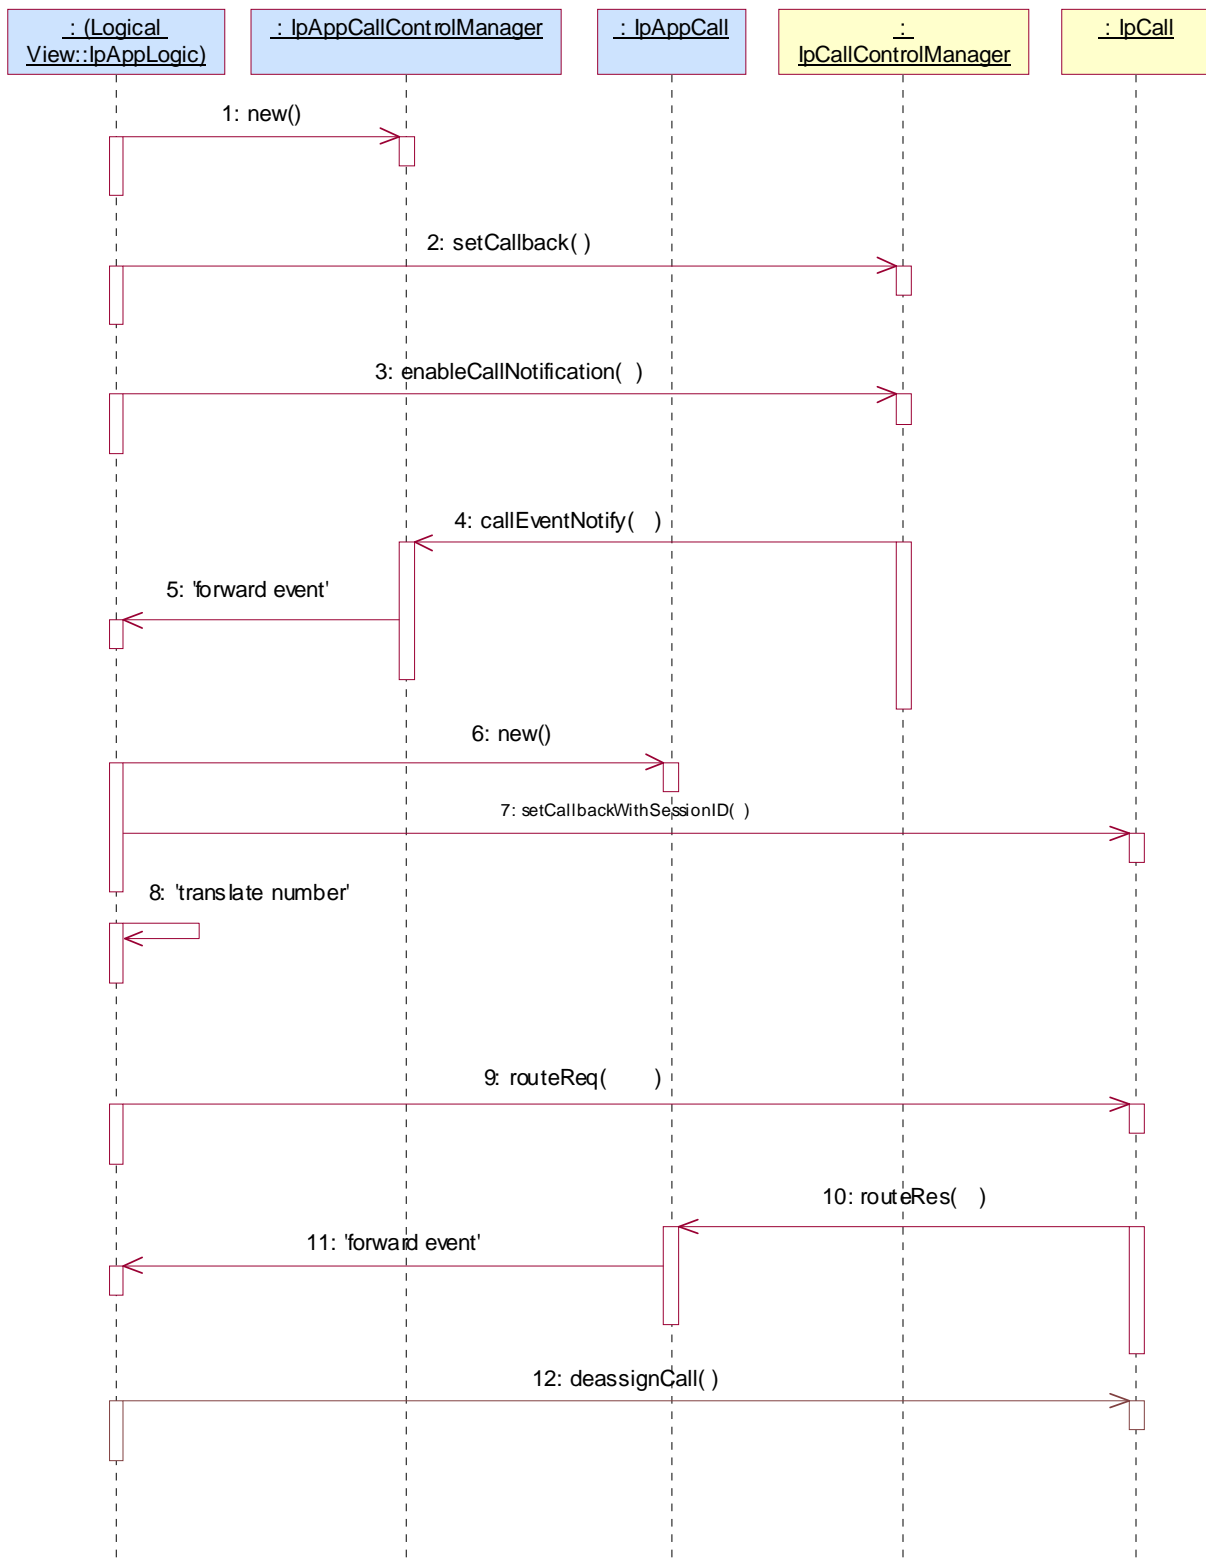 : (Logical
View::IpAppLogic)
: IpAppCallControlManager
: IpAppCall
:
IpCallControlManager
: IpCall
1: new()
2: setCallback( )
3: enableCallNotification(  )
4: callEventNotify(   )
5: 'forward event'
6: new()
7: setCallbackWithSessionID(  )
8: 'translate number'
9: routeReq(        )
10: routeRes(    )
11: 'forward event'
12: deassignCall( )